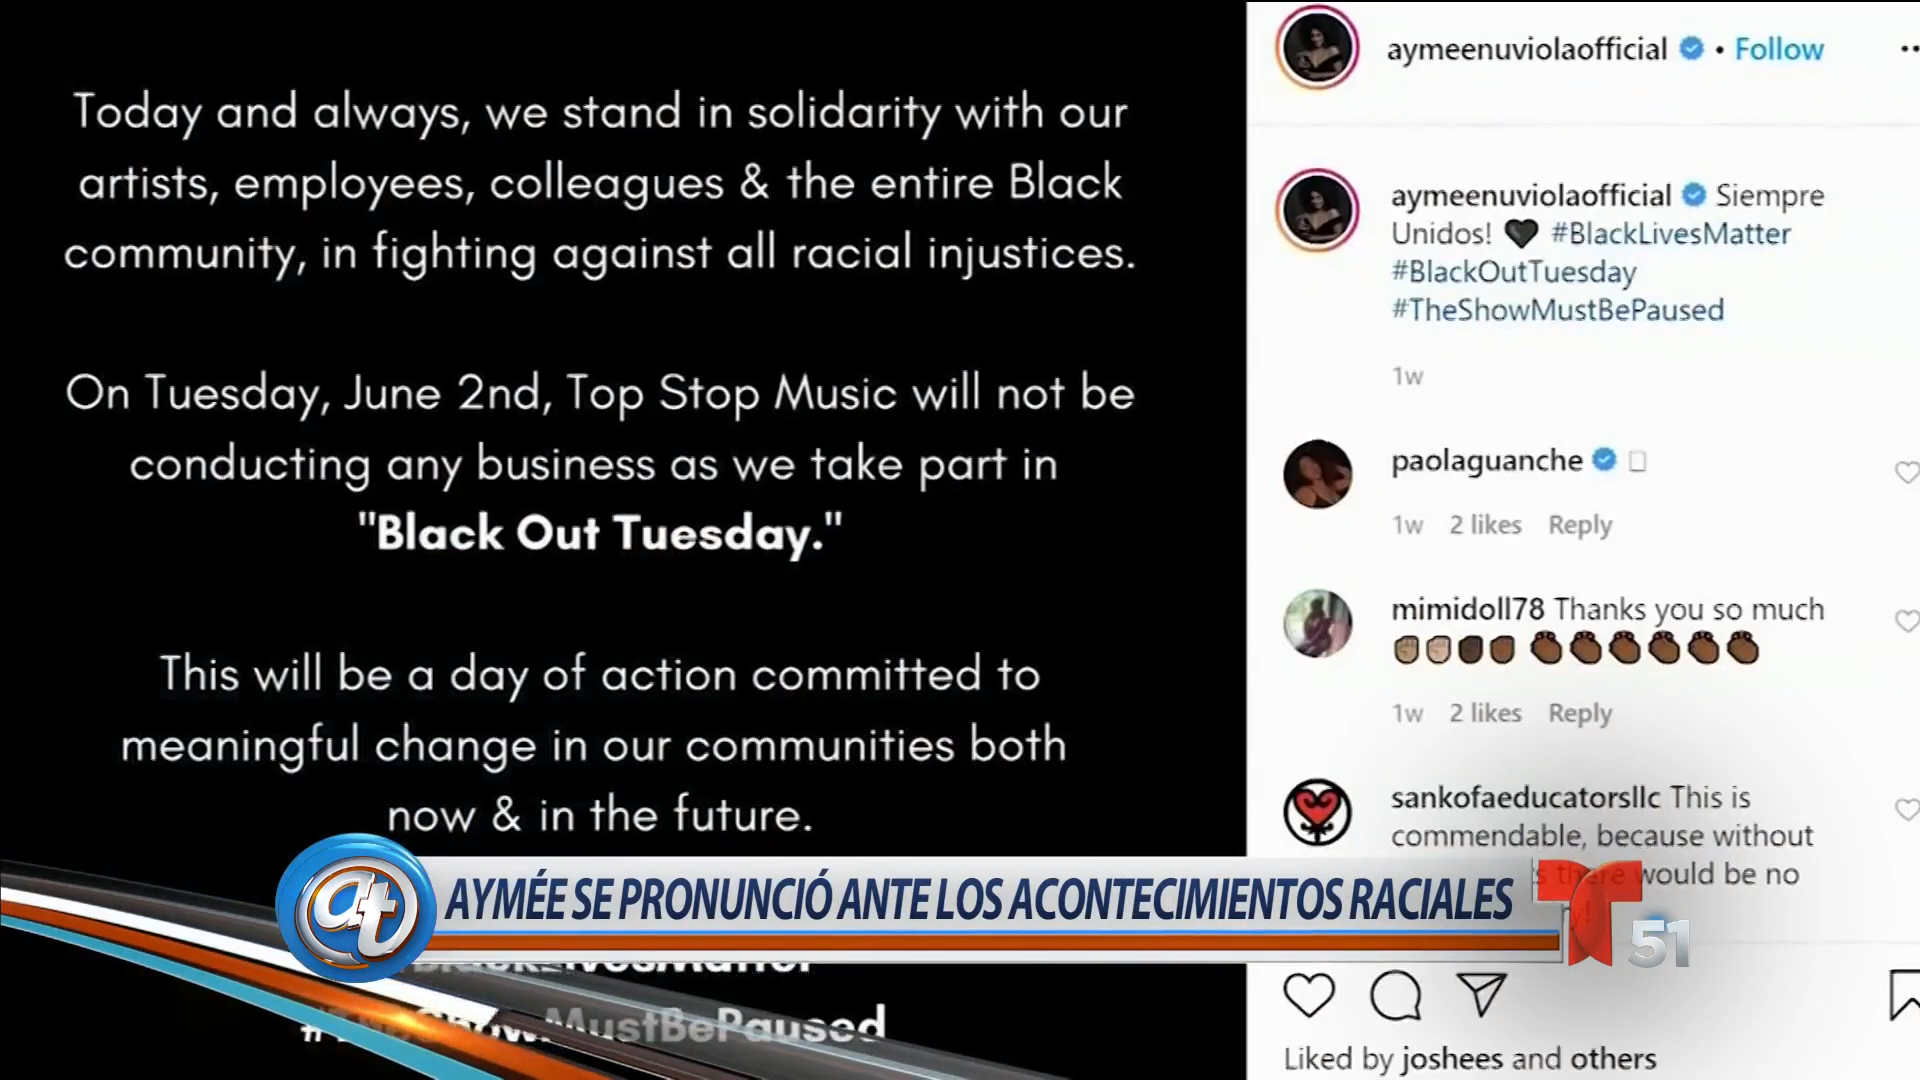 Today and always, we stand in solidarity with our
artists, employees, colleagues & the entire Black
community, in fighting against all racial injustices.
On Tuesday, June 2nd, Top Stop Music will not be
conducting any business as we take part in
"Black Out Tuesday."
This will be a day of action committed to
meaningful change in our communities both
now & in the future.
MustBePaused
aymeenuviolaofficial • Follow
aymeenuviolaofficial Siempre
Unidos! 🖤 #BlackLivesMatter
#BlackOutTuesday
#TheShowMustBePaused
1w
paolaguanche
1w 2 likes Reply
mimidoll78 Thanks you so much
1w 2 likes Reply
sankofaeducatorsllc This is
commendable, because without
there would be no
Liked by joshees and others
at
AYMÉE SE PRONUNCIÓ ANTE LOS ACONTECIMIENTOS RACIALES
T 51